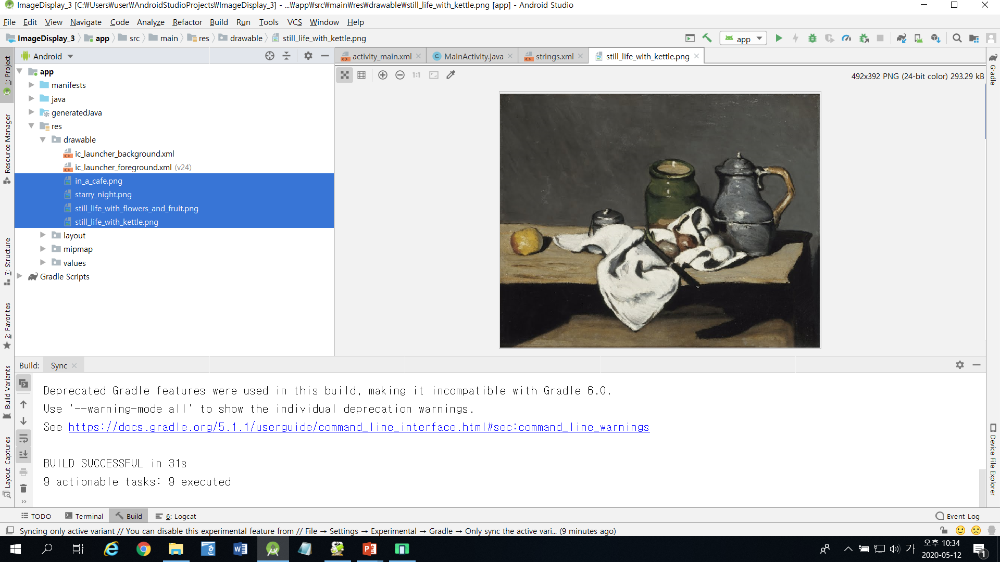 ImageDisplay_3 [C:₩Users₩user₩AndroidStudioProjects₩ImageDisplay_3] - ...₩app₩src₩main₩res₩drawable₩still_life_with_kettle.png [app] - Android Studio
File Edit View Navigate Code Analyze Refactor Build Run Tools VCS Window Help
ImageDisplay_3 app src main res drawable still_life_with_kettle.png
app
Android
activity_main.xml MainActivity.java strings.xml still_life_with_kettle.png
1:1
492x392 PNG (24-bit color) 293.29 kB
app
manifests
java
generatedJava
res
drawable
ic_launcher_background.xml
ic_launcher_foreground.xml (v24)
in_a_cafe.png
starry_night.png
still_life_with_flowers_and_fruit.png
still_life_with_kettle.png
layout
mipmap
values
Gradle Scripts
1: Project
Resource Manager
7: Structure
2: Favorites
Build Variants
Layout Captures
Gradle
Device File Explorer
Build: Sync
Deprecated Gradle features were used in this build, making it incompatible with Gradle 6.0.
Use '--warning-mode all' to show the individual deprecation warnings.
See https://docs.gradle.org/5.1.1/userguide/command_line_interface.html#sec:command_line_warnings
BUILD SUCCESSFUL in 31s
9 actionable tasks: 9 executed
TODO Terminal Build 6: Logcat Event Log
Syncing only active variant // You can disable this experimental feature from // File → Settings → Experimental → Gradle → Only sync the active vari... (9 minutes ago)
가
오후 10:34
2020-05-12
1